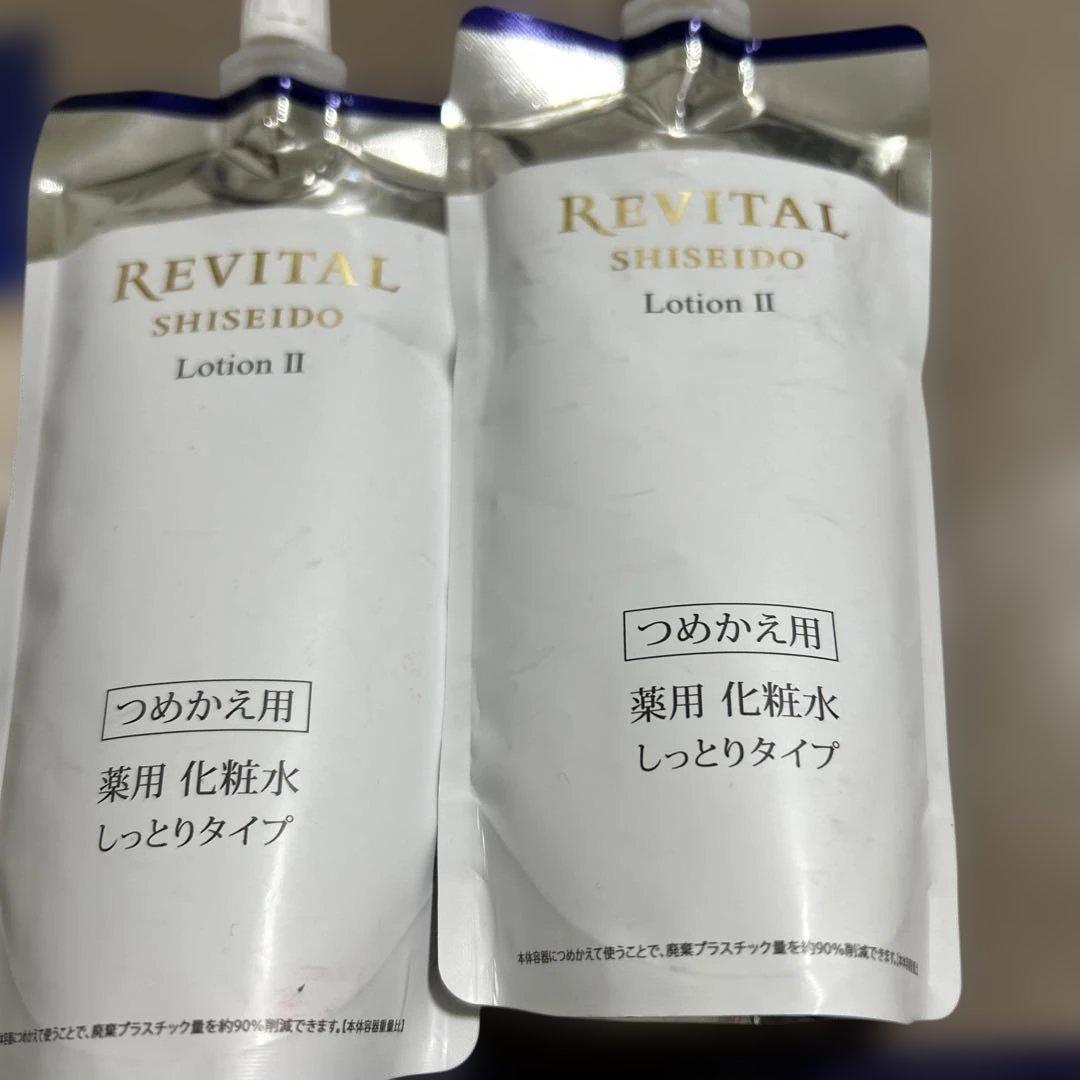 REVITAL
SHISEIDO
Lotion II
つめかえ用
薬用 化粧水
しっとりタイプ
つめかえて使うことで、廃棄プラスチック量を約90%削減できます。【本体容器重量比】
REVITAL
SHISEIDO
Lotion II
つめかえ用
薬用 化粧水
しっとりタイプ
本体容器につめかえて使うことで、廃棄プラスチック量を約90%削減できます。